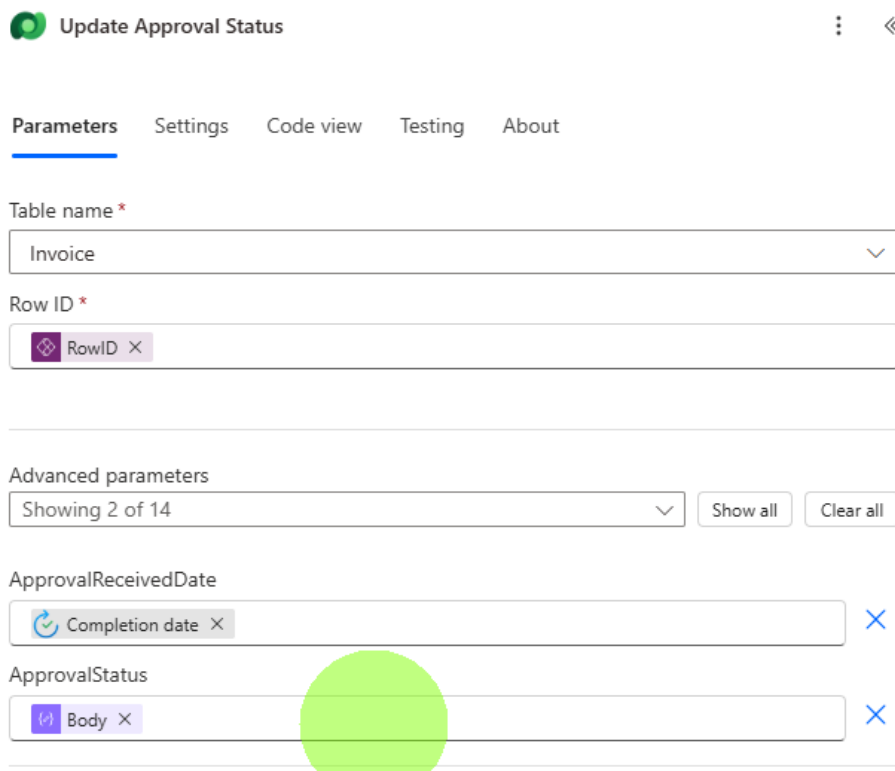 Update Approval Status
Parameters Settings Code view Testing About
Table name *
Invoice
Row ID *
RowID
Advanced parameters
Showing 2 of 14 Show all Clear all
ApprovalReceivedDate
Completion date
ApprovalStatus
Body